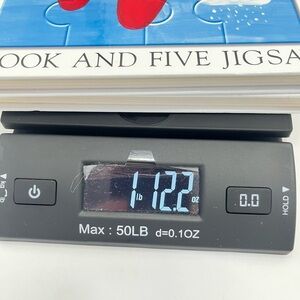 OOK AND FIVE JIGSA
1 lb 12.2 oz
0.0
HOLD
Max : 50LB d=0.1OZ